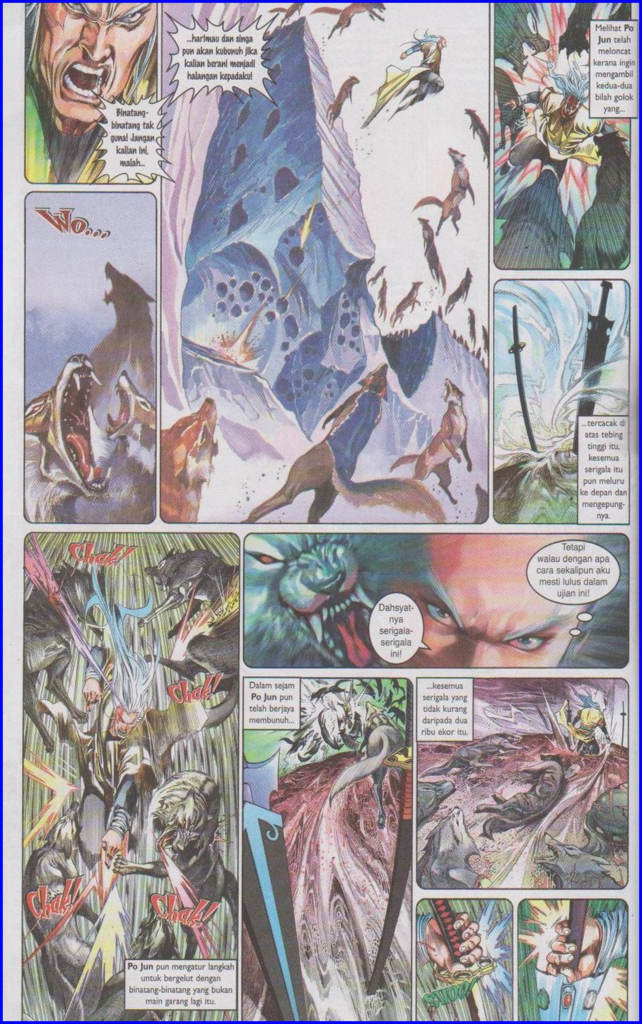 Binatang-
binatang tak
guna! Jangan
kalian ini,
malah...
...harimau dan singa
pun akan kubunuh jika
kalian berani menjadi
halangan kepadaku!
Melihat Po
Jun telah
meloncat
kerana ingin
mengambil
kedua-dua
bilah golok
yang...
Wo...
...tercacak di
atas tebing
tinggi itu,
kesemua
serigala itu
pun meluru
ke depan dan
mengepung-
nya.
Chak!
Chak!
Chak!
Chak!
Po Jun pun mengatur langkah
untuk bergelut dengan
binatang-binatang yang bukan
main garang lagi itu.
Dahsyat-
nya
serigala-
serigala
ini!
Tetapi
walau dengan apa
cara sekalipun aku
mesti lulus dalam
ujian ini!
Dalam sejam
Po Jun pun
telah berjaya
membunuh...
...kesemua
serigala yang
tidak kurang
daripada dua
ribu ekor itu.